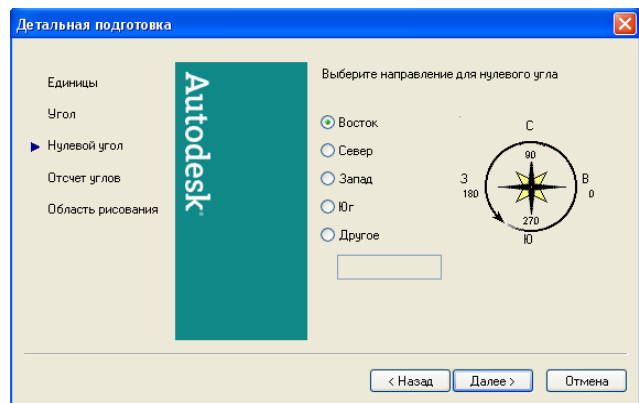 Детальная подготовка
Единицы
Угол
Нулевой угол
Отсчет углов
Область рисования
Autodesk
Выберите направление для нулевого угла
Восток
Север
Запад
Юг
Другое
С
90
З
180
В
0
270
Ю
< Назад
Далее >
Отмена